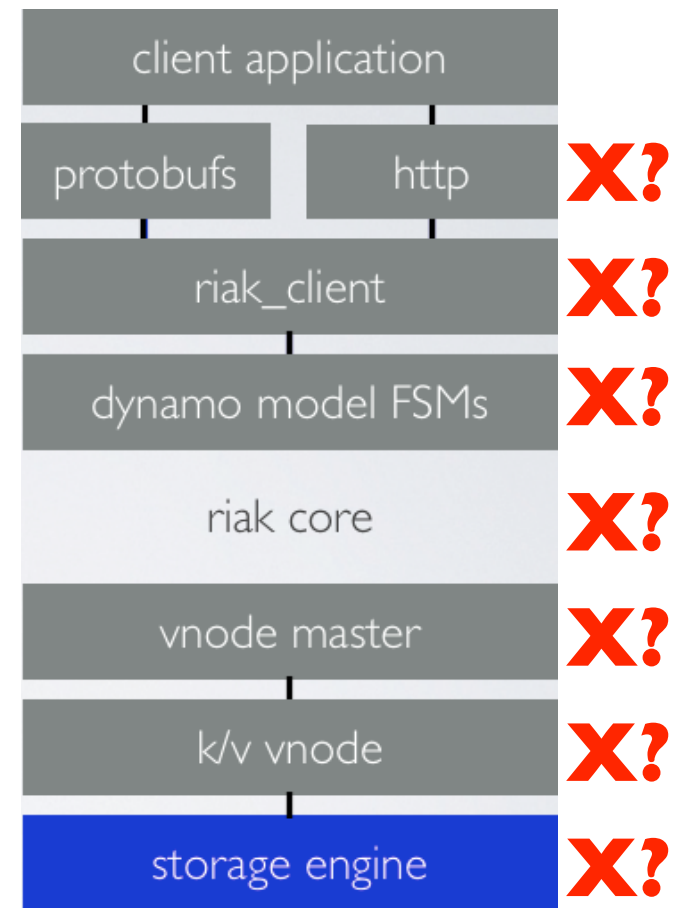 client application
protobufs http X?
riak_client X?
dynamo model FSMs X?
riak core X?
vnode master X?
k/v vnode X?
storage engine X?